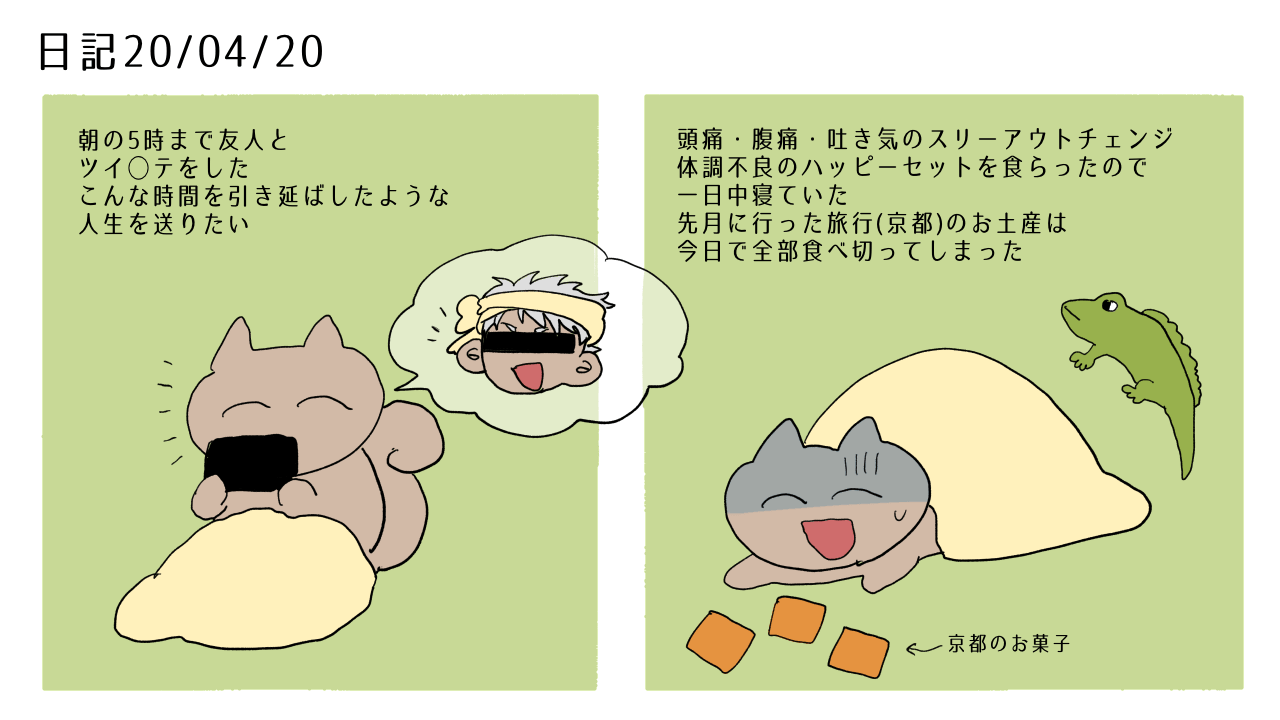 日記20/04/20
朝の5時まで友人と
ツイ〇テをした
こんな時間を引き延ばしたような
人生を送りたい
頭痛・腹痛・吐き気のスリーアウトチェンジ
体調不良のハッピーセットを食らったので
一日中寝ていた
先月に行った旅行(京都)のお土産は
今日で全部食べ切ってしまった
京都のお菓子